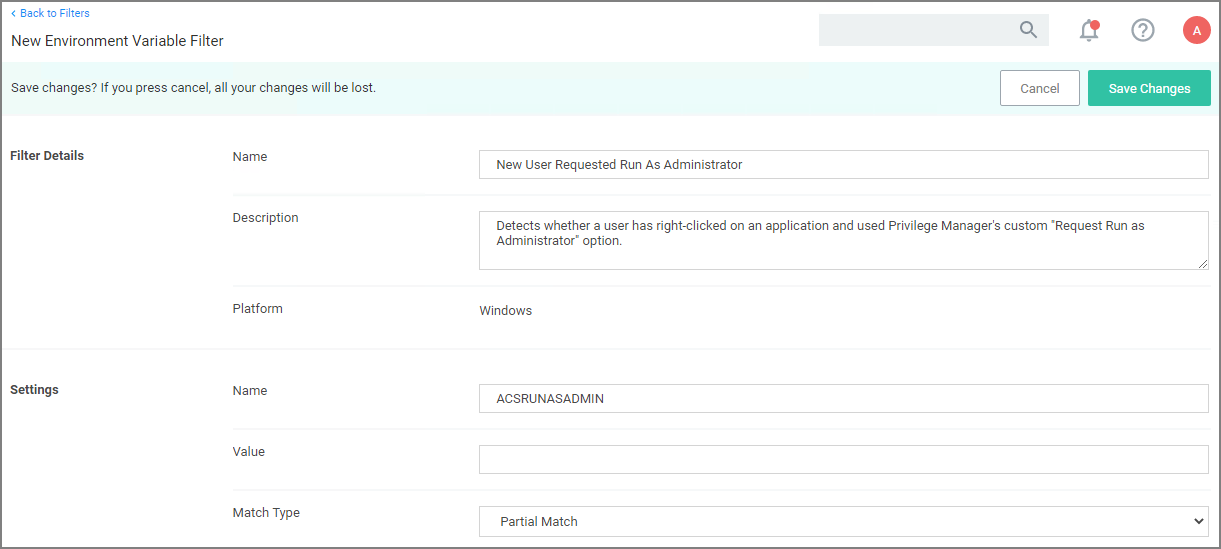 Back to Filters
New Environment Variable Filter
A
Save changes? If you press cancel, all your changes will be lost.
Cancel
Save Changes
Filter Details
Name
New User Requested Run As Administrator
Description
Detects whether a user has right-clicked on an application and used Privilege Manager's custom "Request Run as
Administrator" option.
Platform
Windows
Settings
Name
ACSRUNASADMIN
Value
Match Type
Partial Match